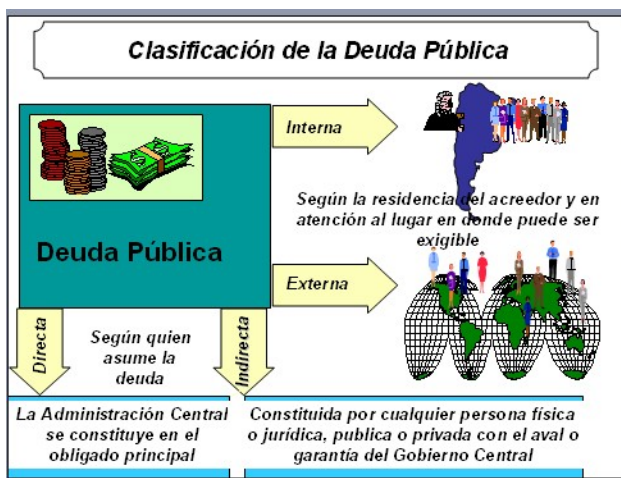 Clasificación de la Deuda Pública
Interna
Según la residencia del acreedor y en
atención al lugar en donde puede ser
exigible
Deuda Pública
Externa
Directa
Según quien
asume la
deuda
Indirecta
La Administración Central
se constituye en el
obligado principal
Constituida por cualquier persona física
o jurídica, publica o privada con el aval o
garantía del Gobierno Central